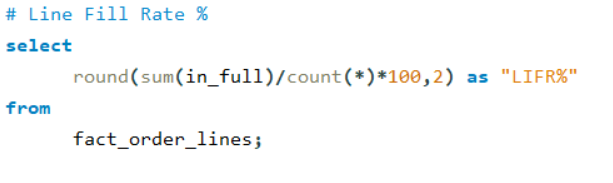 # Line Fill Rate %
select
round(sum(in_full)/count(*)*100,2) as "LIFR%"
from
fact_order_lines;